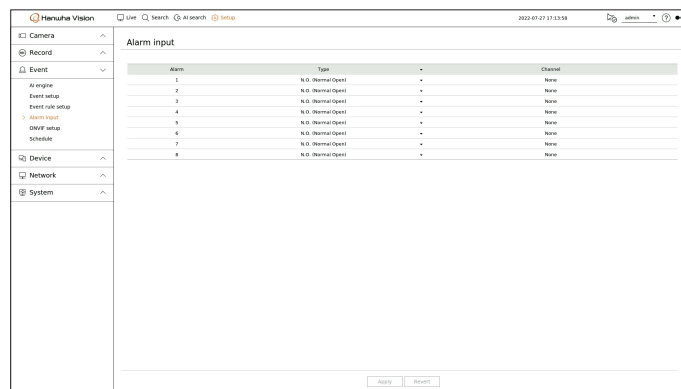 Hanwha Vision
Live Search AI search Setup 2022-07-27 17:13:58 admin ?
Camera
Record
Event
AI engine
Event setup
Event rule setup
> Alarm input
ONVIF setup
Schedule
Device
Network
System
Alarm input
Alarm Type Channel
1 N.O. (Normal Open) None
2 N.O. (Normal Open) None
3 N.O. (Normal Open) None
4 N.O. (Normal Open) None
5 N.O. (Normal Open) None
6 N.O. (Normal Open) None
7 N.O. (Normal Open) None
8 N.O. (Normal Open) None
Apply Revert